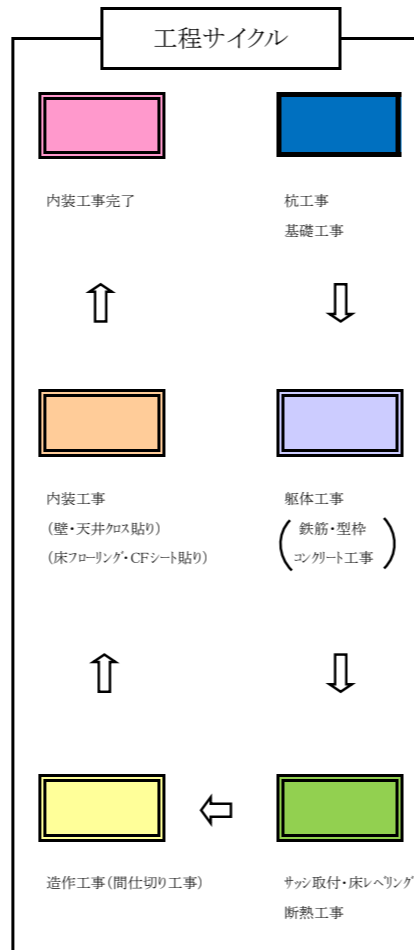 工程サイクル
内装工事完了
杭工事
基礎工事
内装工事
(壁・天井クロス貼り)
(床フローリング・CFシート貼り)
躯体工事
(鉄筋・型枠
コンクリート工事)
造作工事(間仕切り工事)
サッシ取付・床レベリング
断熱工事